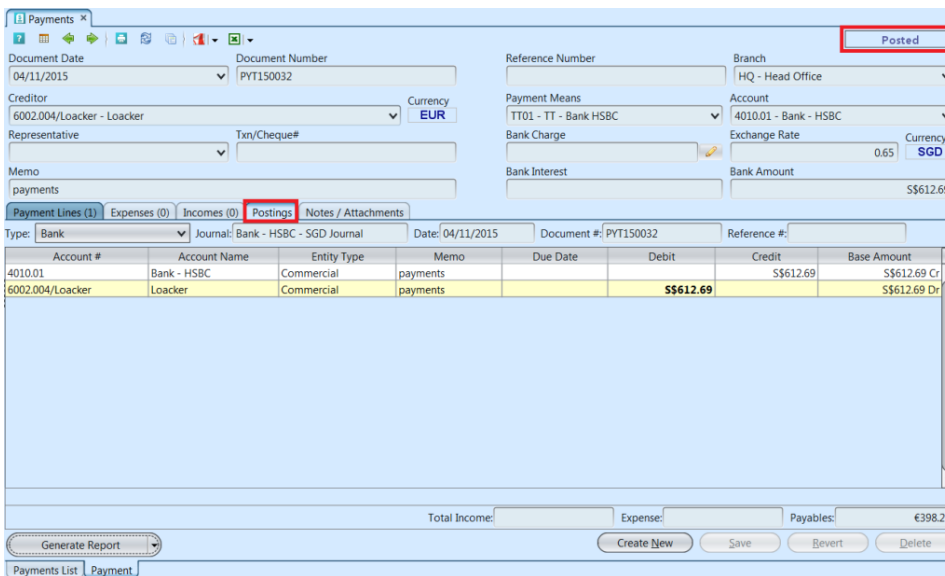 Payments ×
Posted
Document Date Document Number Reference Number Branch
04/11/2015 PYT150032 HQ - Head Office
Creditor Currency Payment Means Account
6002.004/Loacker - Loacker EUR TT01 - TT - Bank HSBC 4010.01 - Bank - HSBC
Representative Txn/Cheque# Bank Charge Exchange Rate Currency
0.65 SGD
Memo Bank Interest Bank Amount
payments S$612.69
Payment Lines (1) Expenses (0) Incomes (0) Postings Notes / Attachments
Type: Bank Journal: Bank - HSBC - SGD Journal Date: 04/11/2015 Document #: PYT150032 Reference #:
Account # Account Name Entity Type Memo Due Date Debit Credit Base Amount
4010.01 Bank - HSBC Commercial payments S$612.69 S$612.69 Cr
6002.004/Loacker Loacker Commercial payments S$612.69 S$612.69 Dr
Total Income: Expense: Payables: €398.2
Generate Report Create New Save Revert Delete
Payments List Payment